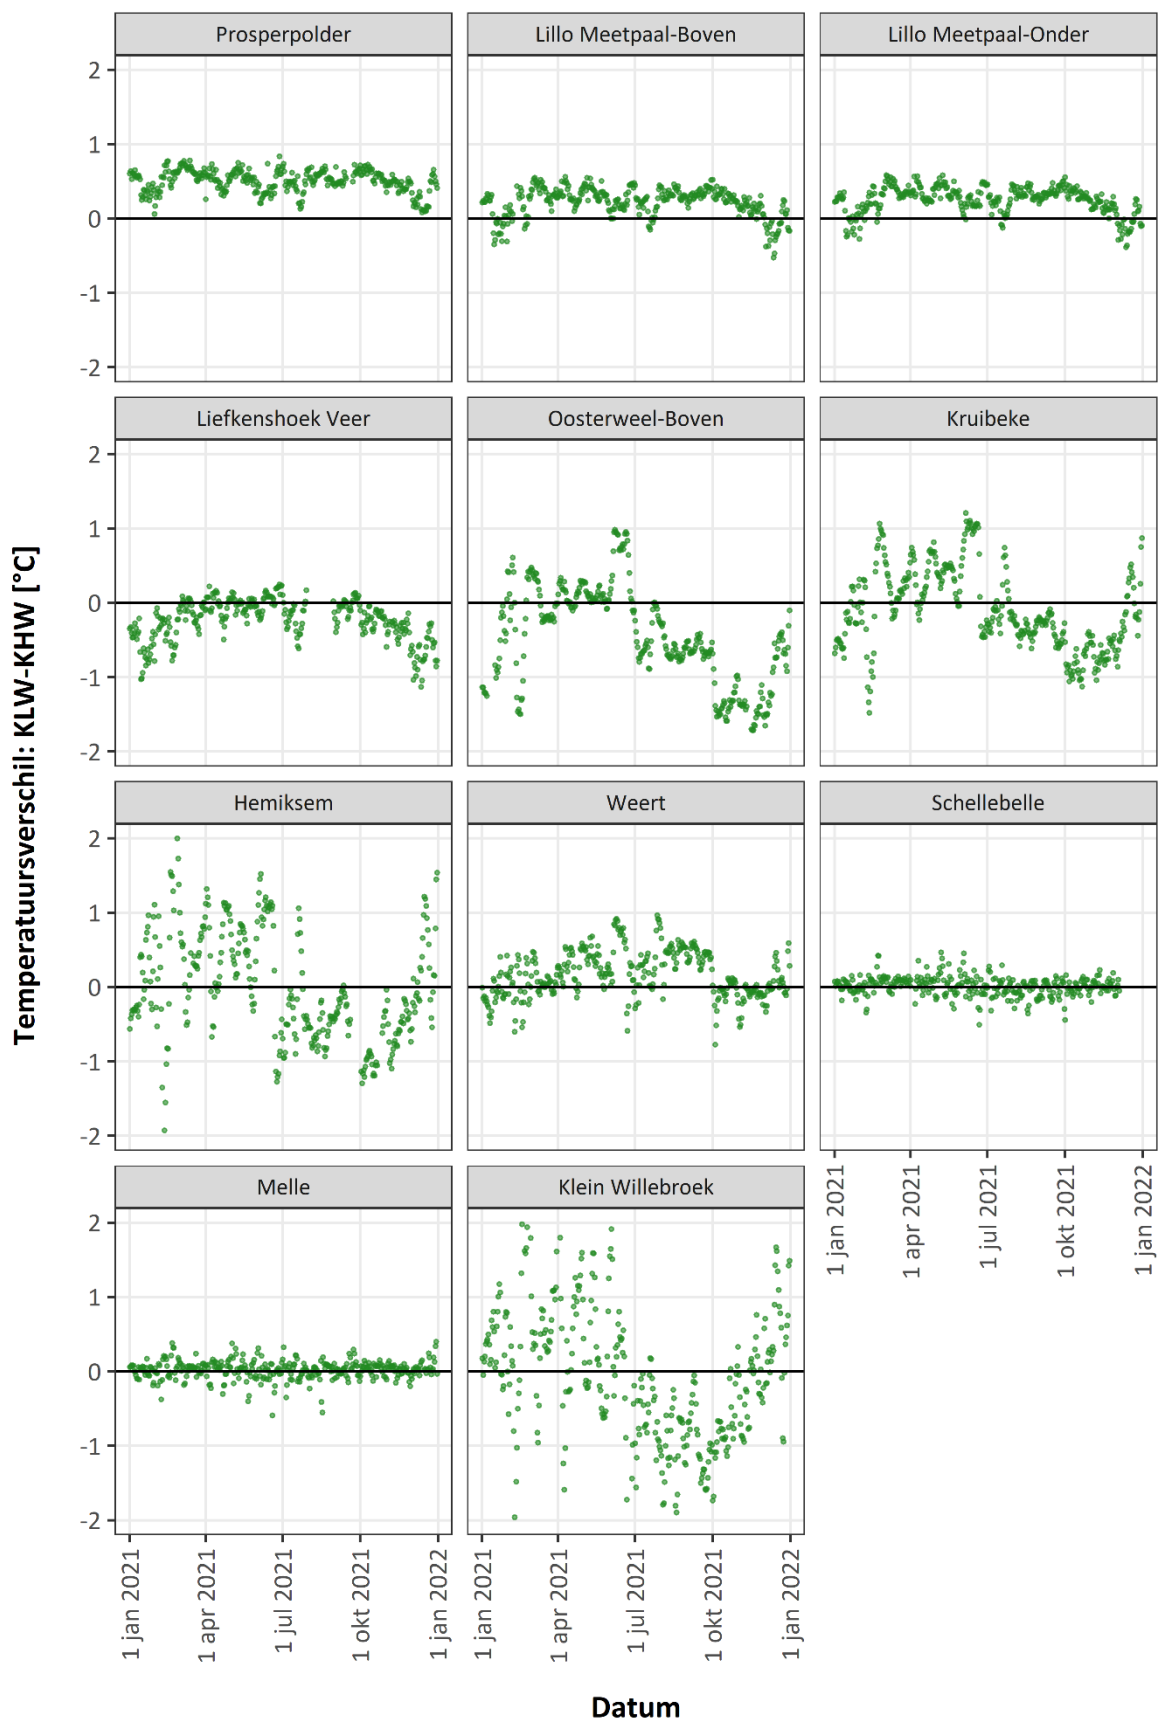 Prosperpolder Lillo Meetpaal-Boven Lillo Meetpaal-Onder
2
1
0
-1
-2
Liefkenshoek Veer Oosterweel-Boven Kruibeke
2
1
0
-1
-2
Temperatuursverschil: KLW-KHW [°C]
Hemiksem Weert Schellebelle
2
1
0
-1
-2
1 jan 2021 1 apr 2021 1 jul 2021 1 okt 2021 1 jan 2022
Melle Klein Willebroek
2
1
0
-1
-2
1 jan 2021 1 apr 2021 1 jul 2021 1 okt 2021 1 jan 2022 1 jan 2021 1 apr 2021 1 jul 2021 1 okt 2021 1 jan 2022
Datum